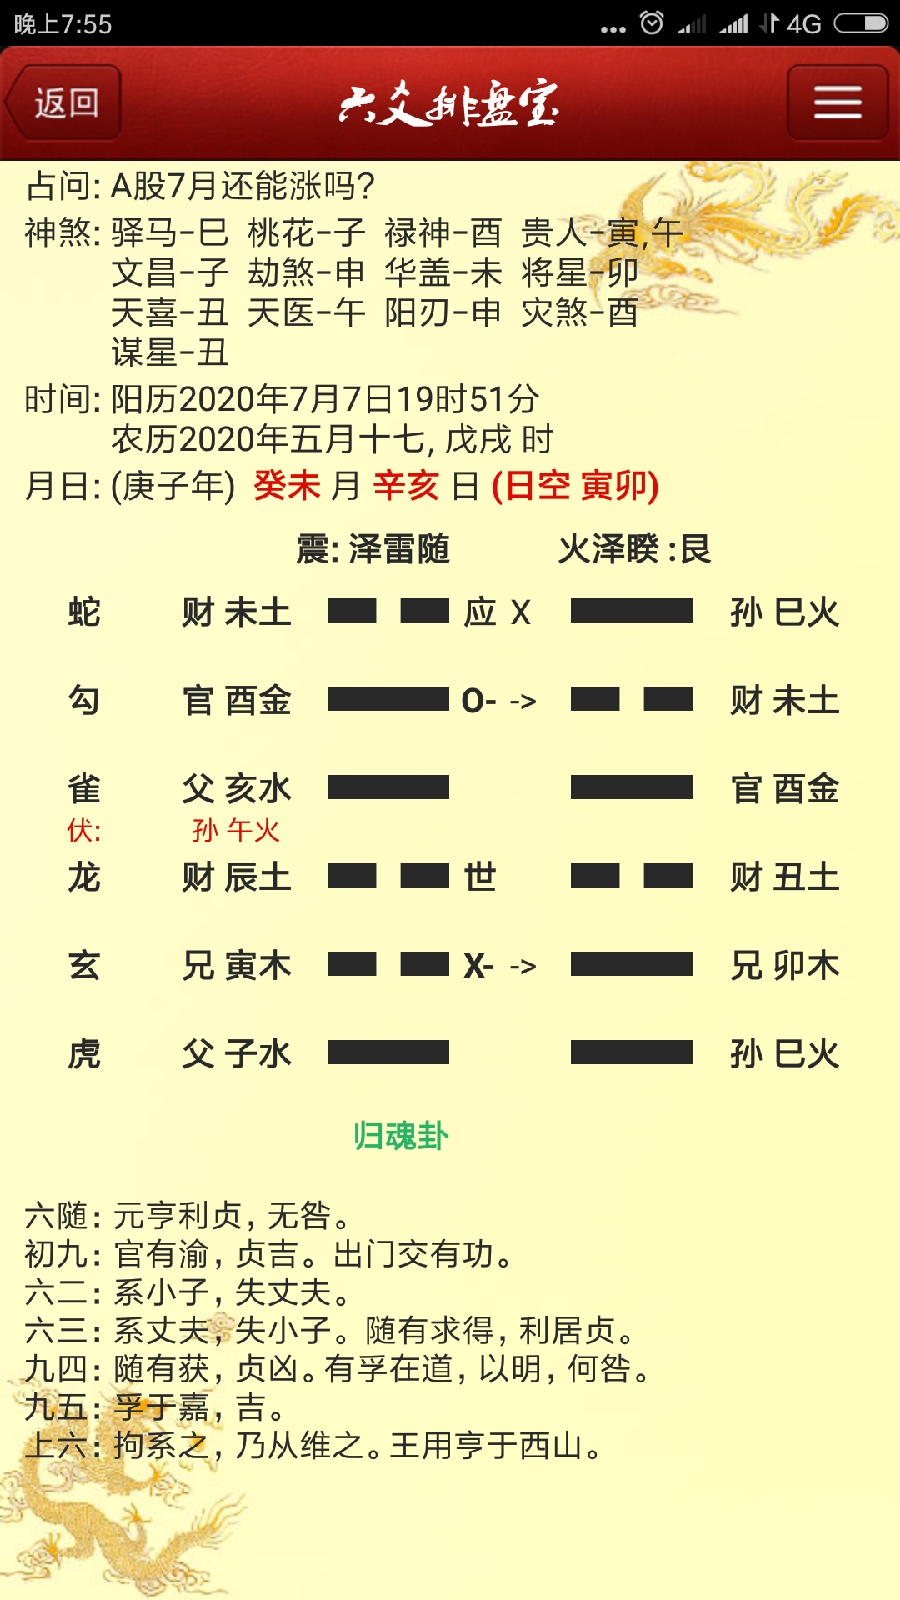 晚上7:55
4G
返回
六爻排盘宝
占问: A股7月还能涨吗?
神煞: 驿马-巳 桃花-子 禄神-酉 贵人-寅,午
文昌-子 劫煞-申 华盖-未 将星-卯
天喜-丑 天医-午 阳刃-申 灾煞-酉
谋星-丑
时间: 阳历2020年7月7日19时51分
农历2020年五月十七, 戊戌 时
月日: (庚子年) 癸未 月 辛亥 日 (日空 寅卯)
震: 泽雷随 火泽睽 :艮
蛇 财 未土 应 X 孙 巳火
勾 官 酉金 O- -> 财 未土
雀 父 亥水 官 酉金
伏: 孙 午火
龙 财 辰土 世 财 丑土
玄 兄 寅木 X- -> 兄 卯木
虎 父 子水 孙 巳火
归魂卦
六随: 元亨利贞, 无咎。
初九: 官有渝, 贞吉。出门交有功。
六二: 系小子, 失丈夫。
六三: 系丈夫, 失小子。随有求得, 利居贞。
九四: 随有获, 贞凶。有孚在道, 以明, 何咎。
九五: 孚于嘉, 吉。
上六: 拘系之, 乃从维之。王用亨于西山。